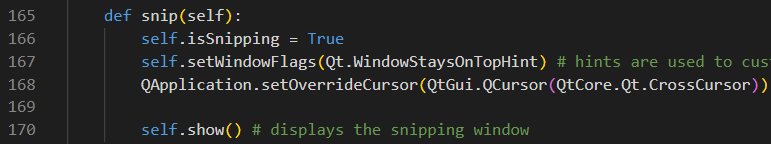 165 def snip(self):
166 self.isSnipping = True
167 self.setWindowFlags(Qt.WindowStaysOnTopHint) # hints are used to cus
168 QApplication.setOverrideCursor(QtGui.QCursor(QtCore.Qt.CrossCursor))
169
170 self.show() # displays the snipping window